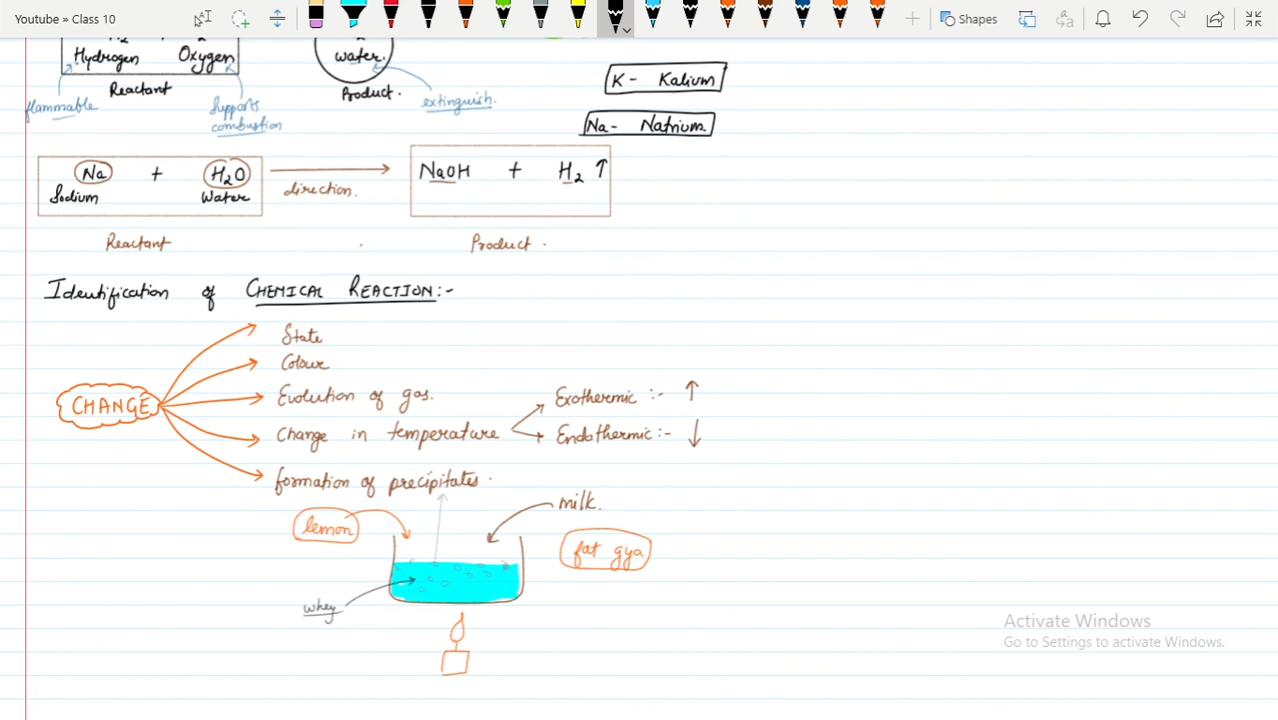 Youtube » Class 10
Shapes
Hydrogen Oxygen
water.
Reactant
Product.
flammable
Supports combustion
extinguish.
K - Kalium
Na - Natrium
Na + H₂O
Sodium Water
direction.
NaOH + H₂ ↑
Reactant
Product.
Identification of CHEMICAL REACTION:-
CHANGE
State
Colour
Evolution of gas.
Change in temperature
Exothermic :- ↑
Endothermic :- ↓
formation of precipitates.
lemon
milk.
fat gya
whey
Activate Windows
Go to Settings to activate Windows.